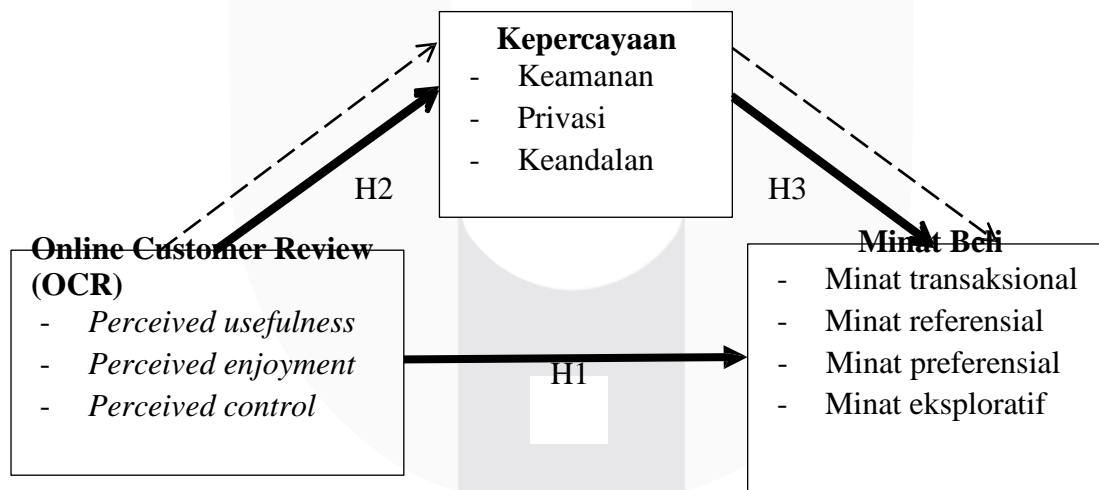 Kepercayaan
- Keamanan
- Privasi
- Keandalan
H2
H3
Online Customer Review
(OCR)
- Perceived usefulness
- Perceived enjoyment
- Perceived control
H1
Minat Beli
- Minat transaksional
- Minat referensial
- Minat preferensial
- Minat eksploratif